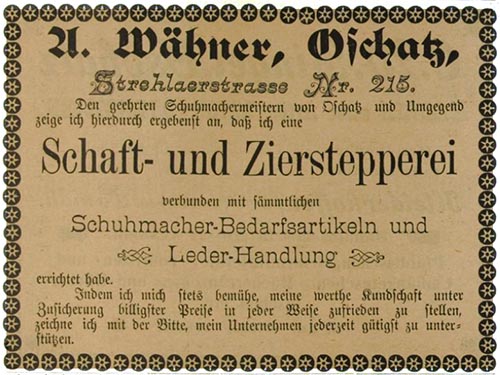 A. Wähner, Oschatz,
Strehlaerstrasse Nr. 215.
Den geehrten Schuhmachermeistern von Oschatz und Umgegend
zeige ich hierdurch ergebenst an, daß ich eine
Schaft- und Zierstepperei
verbunden mit sämmtlichen
Schuhmacher-Bedarfsartikeln und
Leder-Handlung
errichtet habe.
Indem ich mich stets bemühe, meine werthe Kundschaft unter
Zusicherung billigster Preise in jeder Weise zufrieden zu stellen,
zeichne ich mit der Bitte, mein Unternehmen jederzeit gütigst zu unter-
stützen.